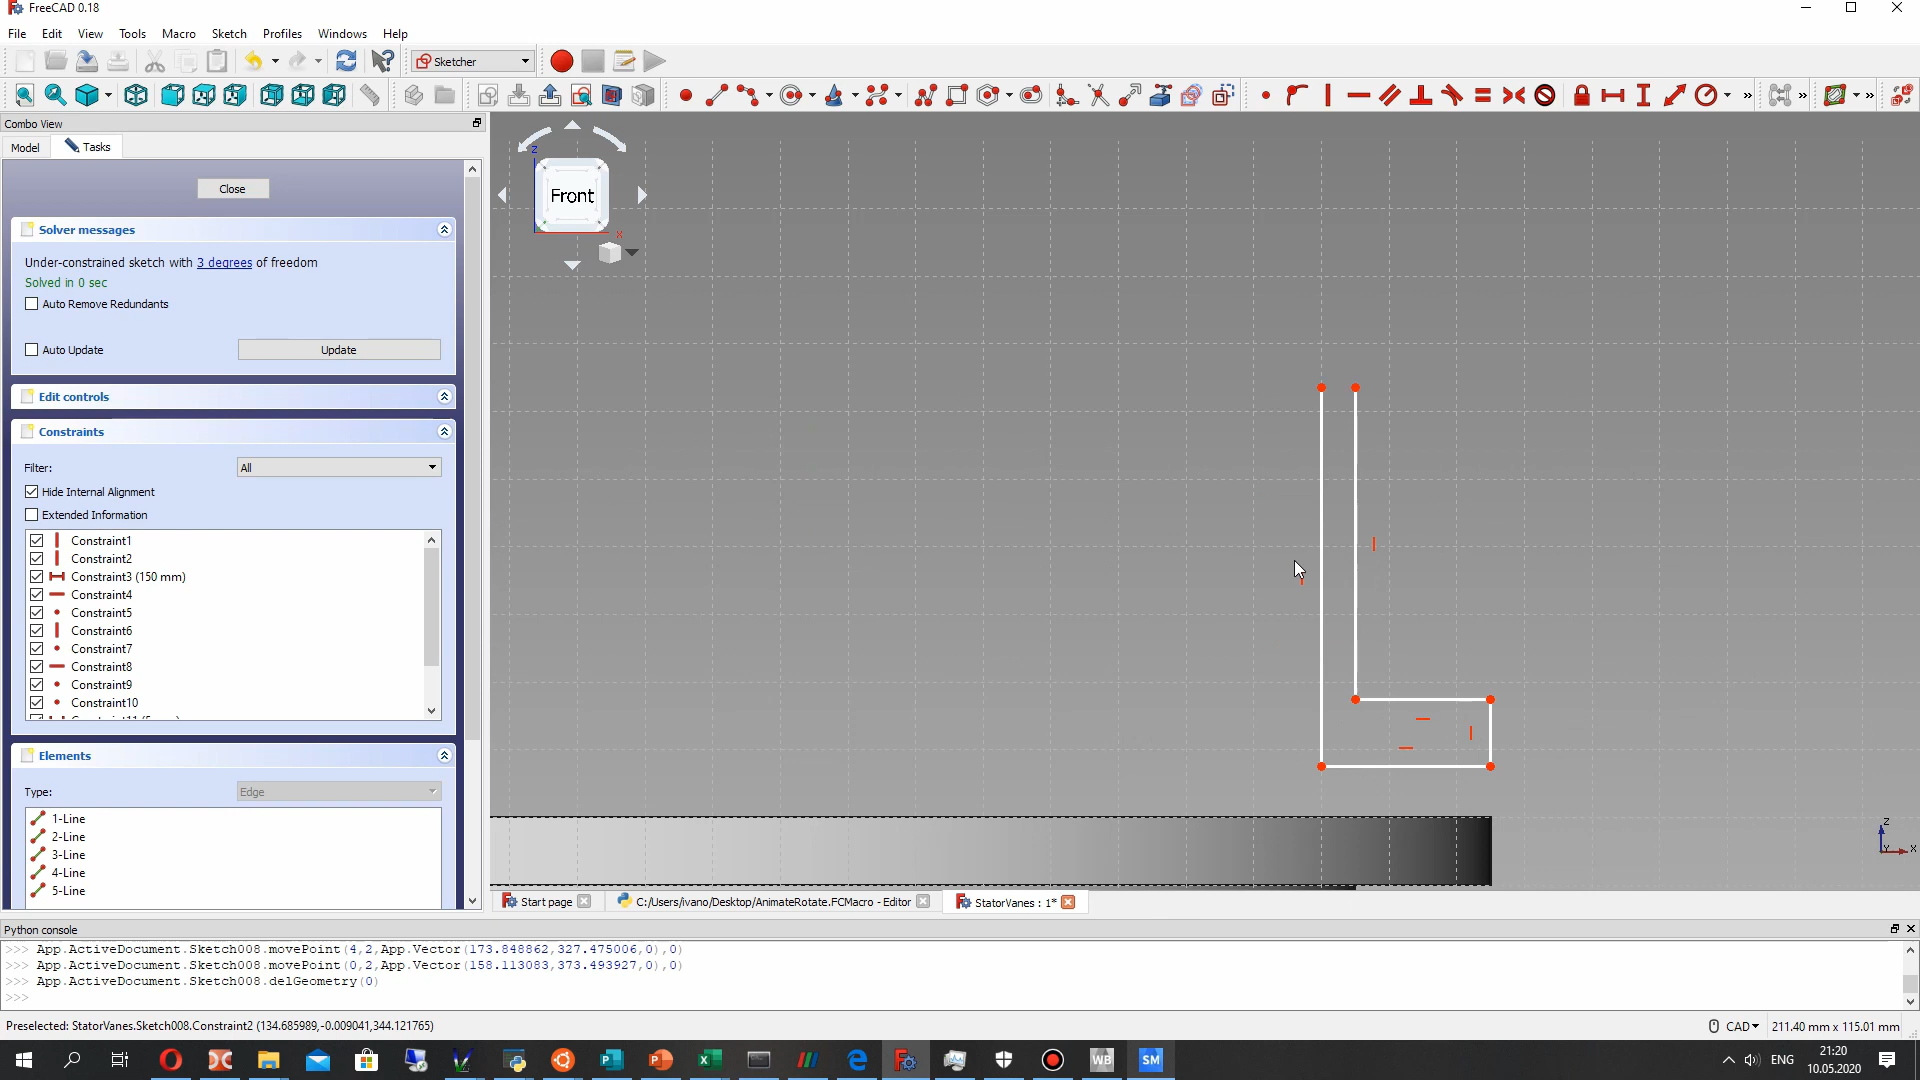 FreeCAD 0.18
File Edit View Tools Macro Sketch Profiles Windows Help
Sketcher
Combo View
Model Tasks
Close
Solver messages
Under-constrained sketch with 3 degrees of freedom
Solved in 0 sec
Auto Remove Redundants
Auto Update Update
Edit controls
Constraints
Filter: All
Hide Internal Alignment
Extended Information
Constraint1
Constraint2
Constraint3 (150 mm)
Constraint4
Constraint5
Constraint6
Constraint7
Constraint8
Constraint9
Constraint10
Elements
Type: Edge
1-Line
2-Line
3-Line
4-Line
5-Line
z
Front
x
Z
Y X
Start page C:/Users/ivano/Desktop/AnimateRotate.FCMacro - Editor StatorVanes : 1*
Python console
>>> App.ActiveDocument.Sketch008.movePoint(4,2,App.Vector(173.848862,327.475006,0),0)
>>> App.ActiveDocument.Sketch008.movePoint(0,2,App.Vector(158.113083,373.493927,0),0)
>>> App.ActiveDocument.Sketch008.delGeometry(0)
>>>
Preselected: StatorVanes.Sketch008.Constraint2 (134.685989,-0.009041,344.121765)
CAD 211.40 mm x 115.01 mm
WB SM ENG 21:20
10.05.2020